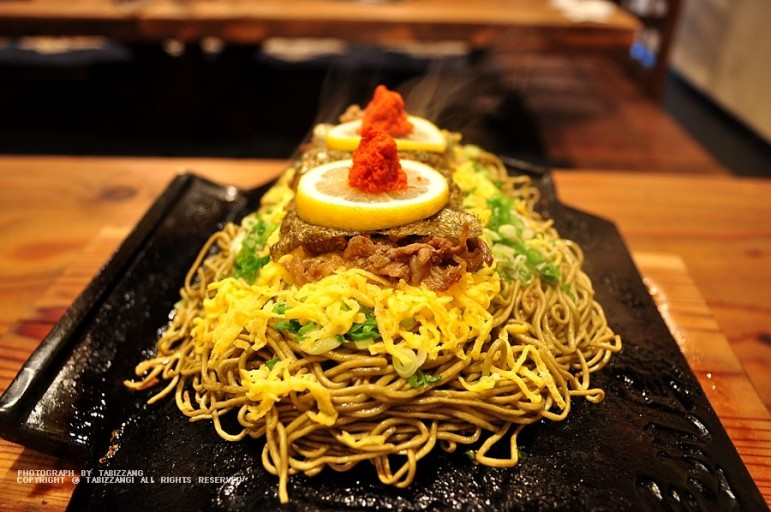 PHOTOGRAPH BY TABIZZANG
COPYRIGHT @ TABIZZANG! ALL RIGHTS RESERVED